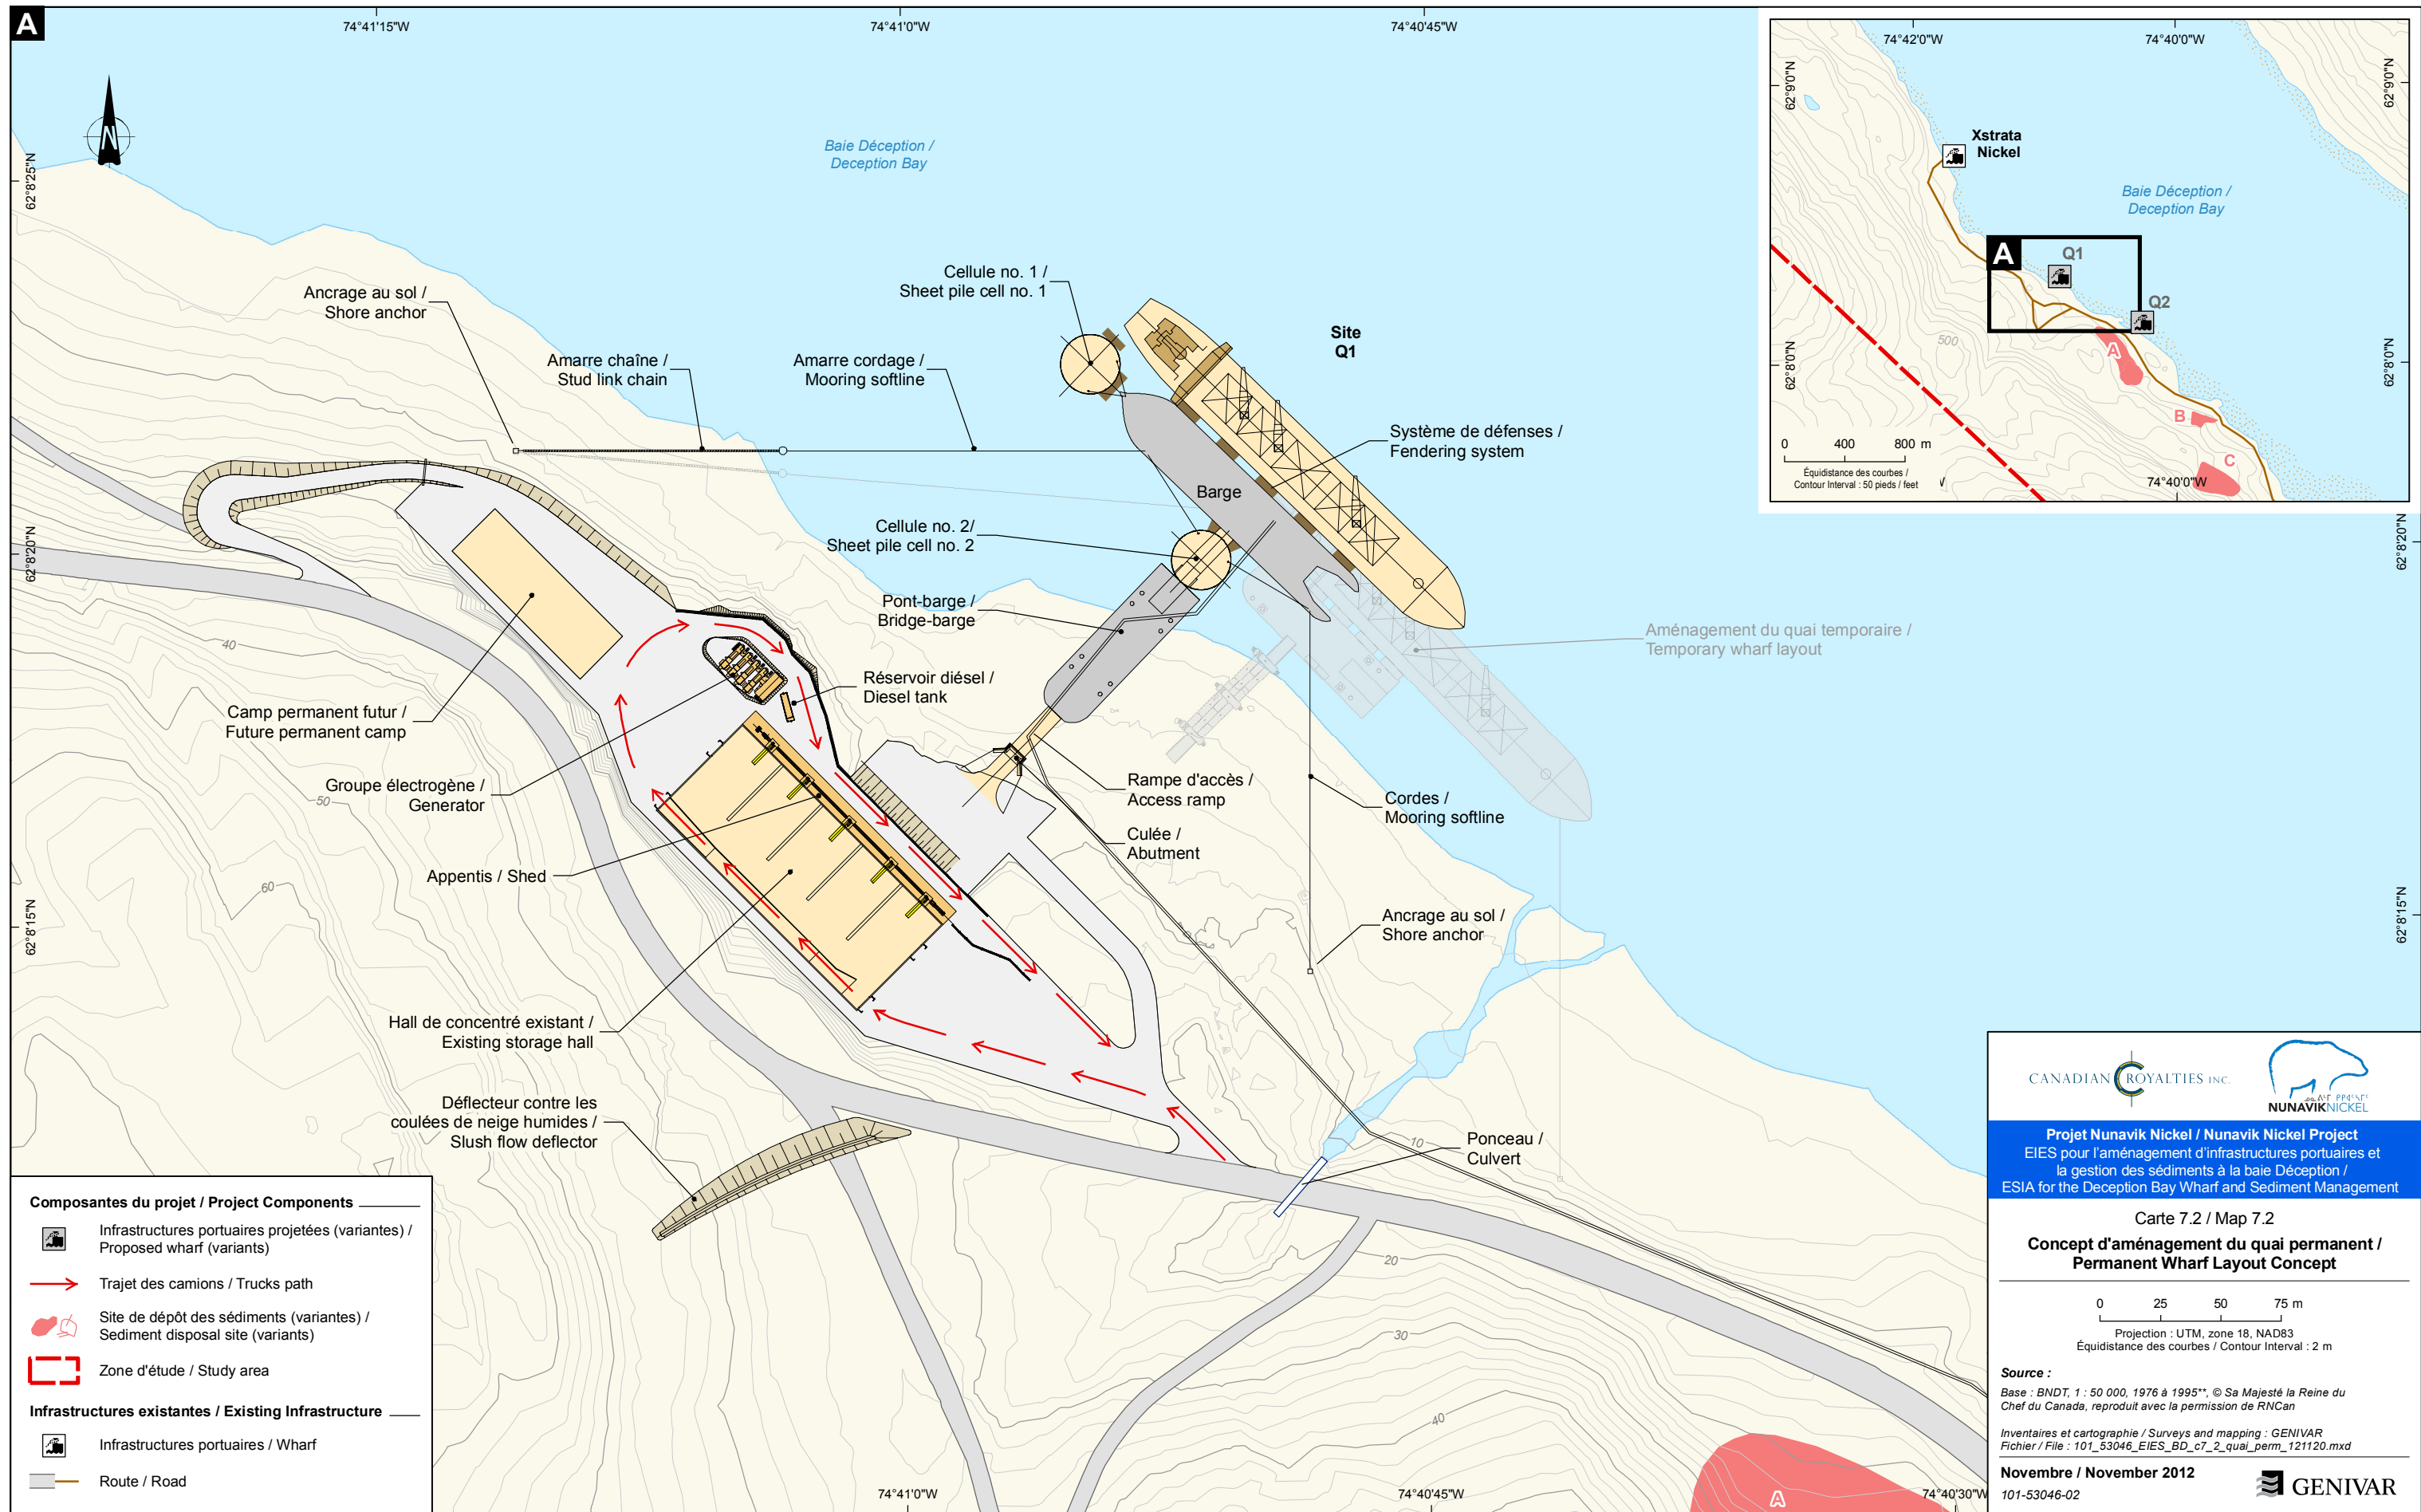 A
74°41'15"W
74°41'0"W
74°40'45"W
62°8'25"N
62°8'20"N
62°8'15"N
N
Baie Déception /
Deception Bay
Cellule no. 1 /
Sheet pile cell no. 1
Ancrage au sol /
Shore anchor
Amarre chaîne /
Stud link chain
Amarre cordage /
Mooring softline
Site
Q1
Système de défenses /
Fendering system
Barge
Cellule no. 2/
Sheet pile cell no. 2
Pont-barge /
Bridge-barge
Aménagement du quai temporaire /
Temporary wharf layout
Réservoir diésel /
Diesel tank
Camp permanent futur /
Future permanent camp
Groupe électrogène /
Generator
Rampe d'accès /
Access ramp
Cordes /
Mooring softline
Culée /
Abutment
Appentis / Shed
Ancrage au sol /
Shore anchor
Hall de concentré existant /
Existing storage hall
Déflecteur contre les
coulées de neige humides /
Slush flow deflector
Ponceau /
Culvert
40
50
60
10
20
30
40
A
74°41'0"W
74°40'45"W
74°40'30"W
62°8'20"N
62°8'15"N
74°42'0"W
74°40'0"W
62°9'0"N
62°9'0"N
62°8'0"N
62°8'0"N
Xstrata
Nickel
Baie Déception /
Deception Bay
A
Q1
Q2
500
A
B
C
74°40'0"W
0 400 800 m
Équidistance des courbes /
Contour Interval : 50 pieds / feet
Composantes du projet / Project Components
Infrastructures portuaires projetées (variantes) /
Proposed wharf (variants)
Trajet des camions / Trucks path
Site de dépôt des sédiments (variantes) /
Sediment disposal site (variants)
Zone d'étude / Study area
Infrastructures existantes / Existing Infrastructure
Infrastructures portuaires / Wharf
Route / Road
CANADIAN ROYALTIES INC.
NUNAVIKNICKEL
Projet Nunavik Nickel / Nunavik Nickel Project
EIES pour l'aménagement d'infrastructures portuaires et
la gestion des sédiments à la baie Déception /
ESIA for the Deception Bay Wharf and Sediment Management
Carte 7.2 / Map 7.2
Concept d'aménagement du quai permanent /
Permanent Wharf Layout Concept
0 25 50 75 m
Projection : UTM, zone 18, NAD83
Équidistance des courbes / Contour Interval : 2 m
Source :
Base : BNDT, 1 : 50 000, 1976 à 1995**, © Sa Majesté la Reine du
Chef du Canada, reproduit avec la permission de RNCan
Inventaires et cartographie / Surveys and mapping : GENIVAR
Fichier / File : 101_53046_EIES_BD_c7_2_quai_perm_121120.mxd
Novembre / November 2012
101-53046-02
GENIVAR